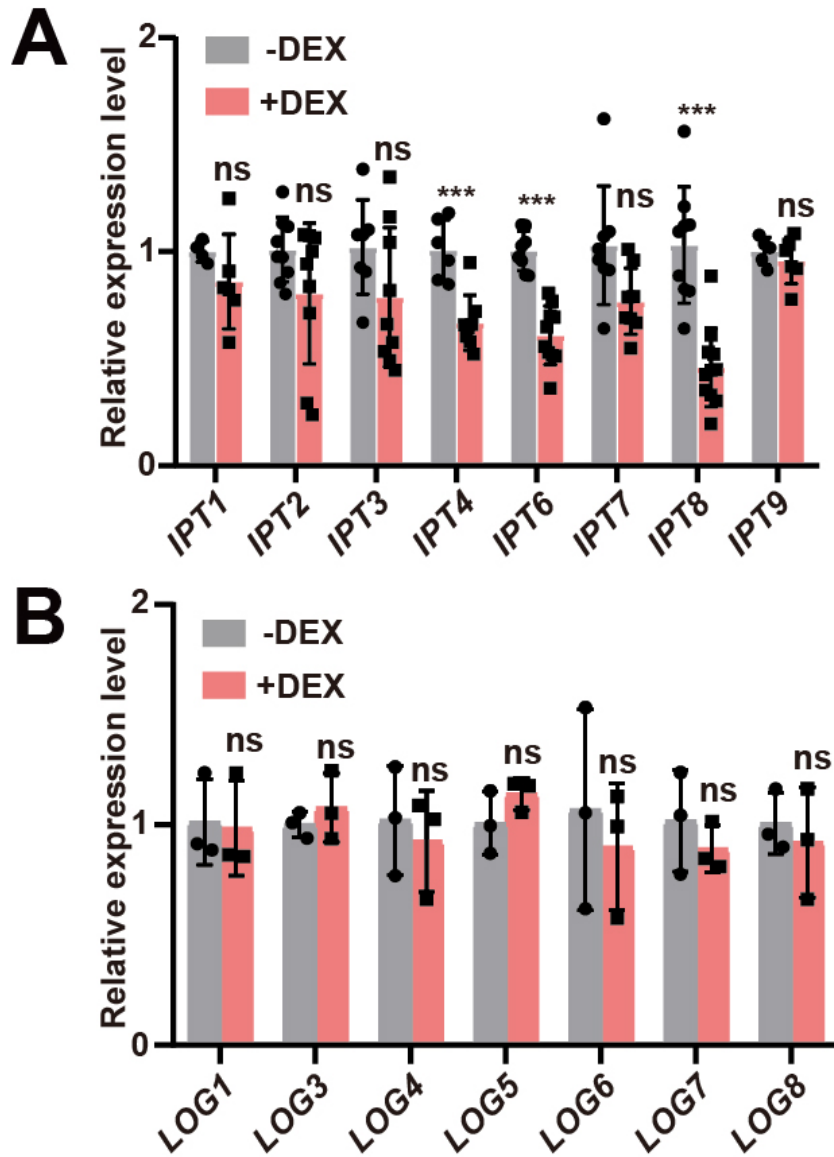 A
Relative expression level
2
1
0
-DEX
+DEX
ns
ns
ns
***
***
ns
***
ns
IPT1
IPT2
IPT3
IPT4
IPT6
IPT7
IPT8
IPT9
B
Relative expression level
2
1
0
-DEX
+DEX
ns
ns
ns
ns
ns
ns
ns
LOG1
LOG3
LOG4
LOG5
LOG6
LOG7
LOG8